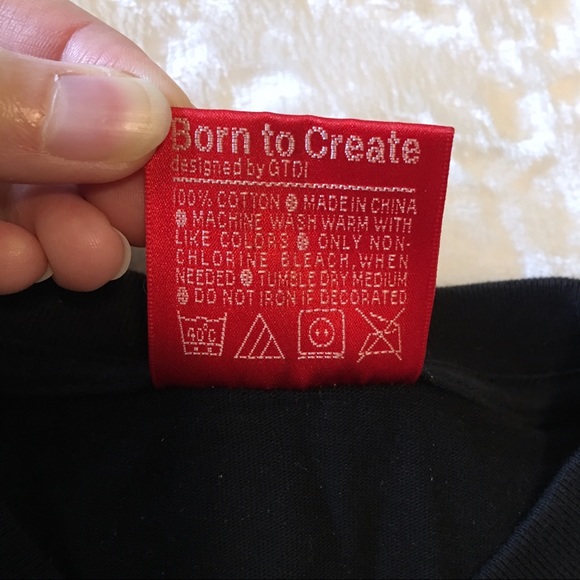 Born to Create
designed by GTDI
100% COTTON MADE IN CHINA
MACHINE WASH WARM WITH
LIKE COLORS ONLY NON-
CHLORINE BLEACH, WHEN
NEEDED TUMBLE DRY MEDIUM
DO NOT IRON IF DECORATED
40°C